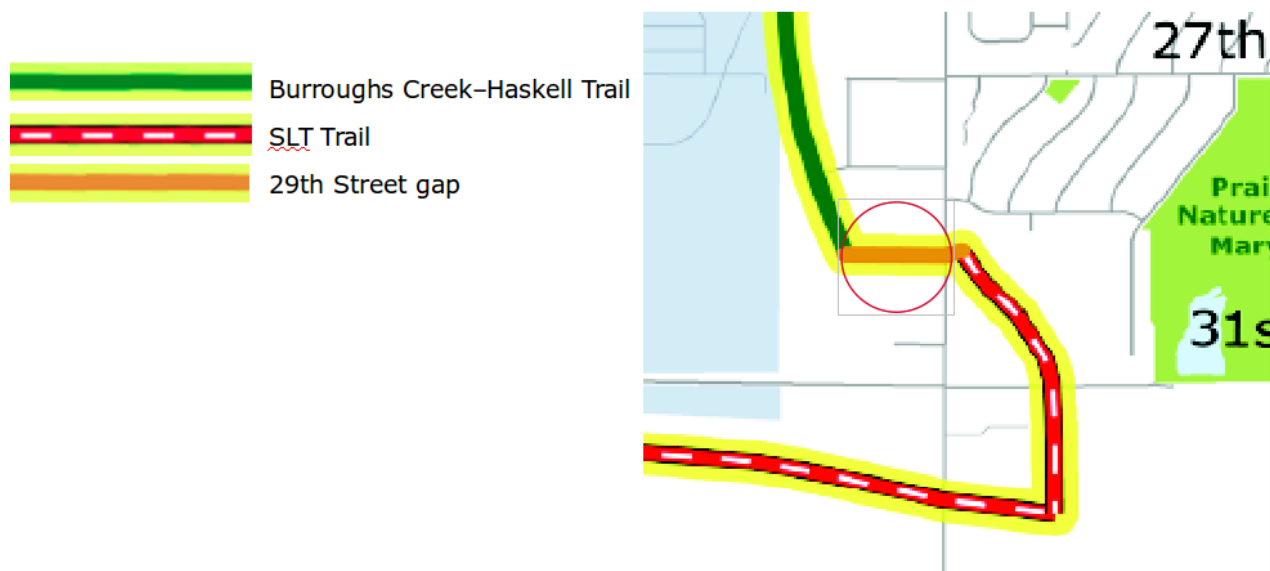 Burroughs Creek–Haskell Trail
SLT Trail
29th Street gap
27th
Prai
Nature
Mary
31s